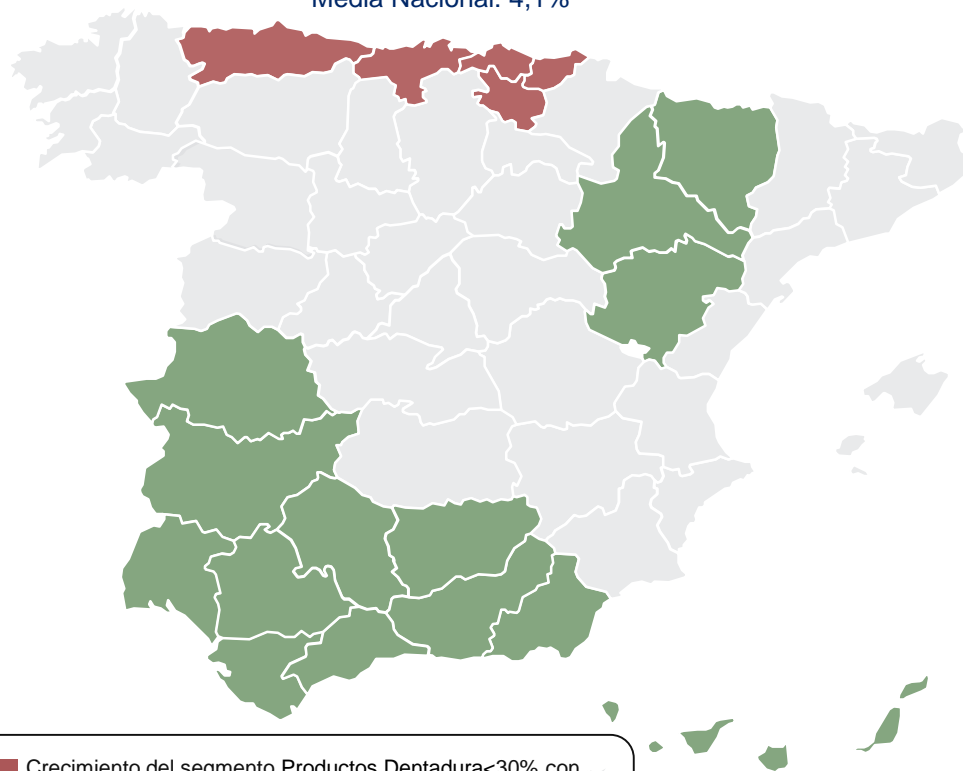 Media Nacional: 4,1%
Crecimiento del segmento Productos Dentadura<30% con